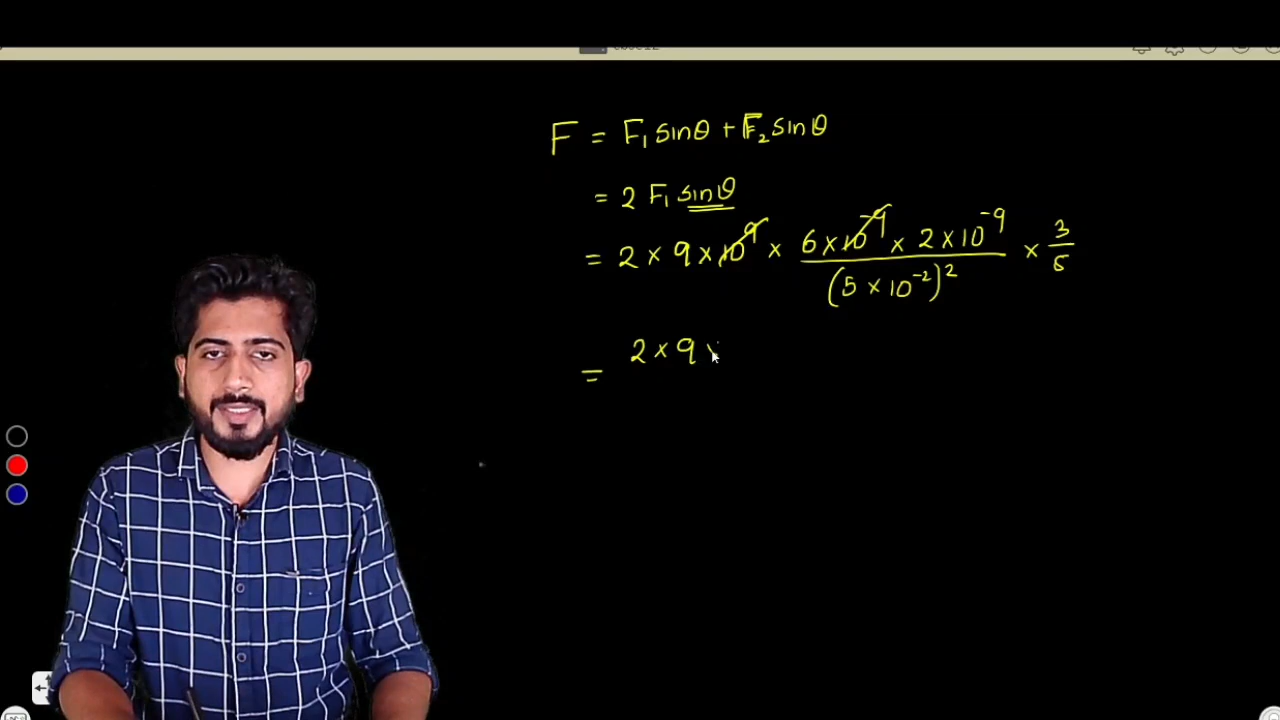 F = F₁ sinθ + F₂ sinθ
= 2 F₁ sinθ
= 2 × 9 × 10⁹ × (6 × 10⁻⁹ × 2 × 10⁻⁹) / (5 × 10⁻²)² × 3/5
= 2 × 9